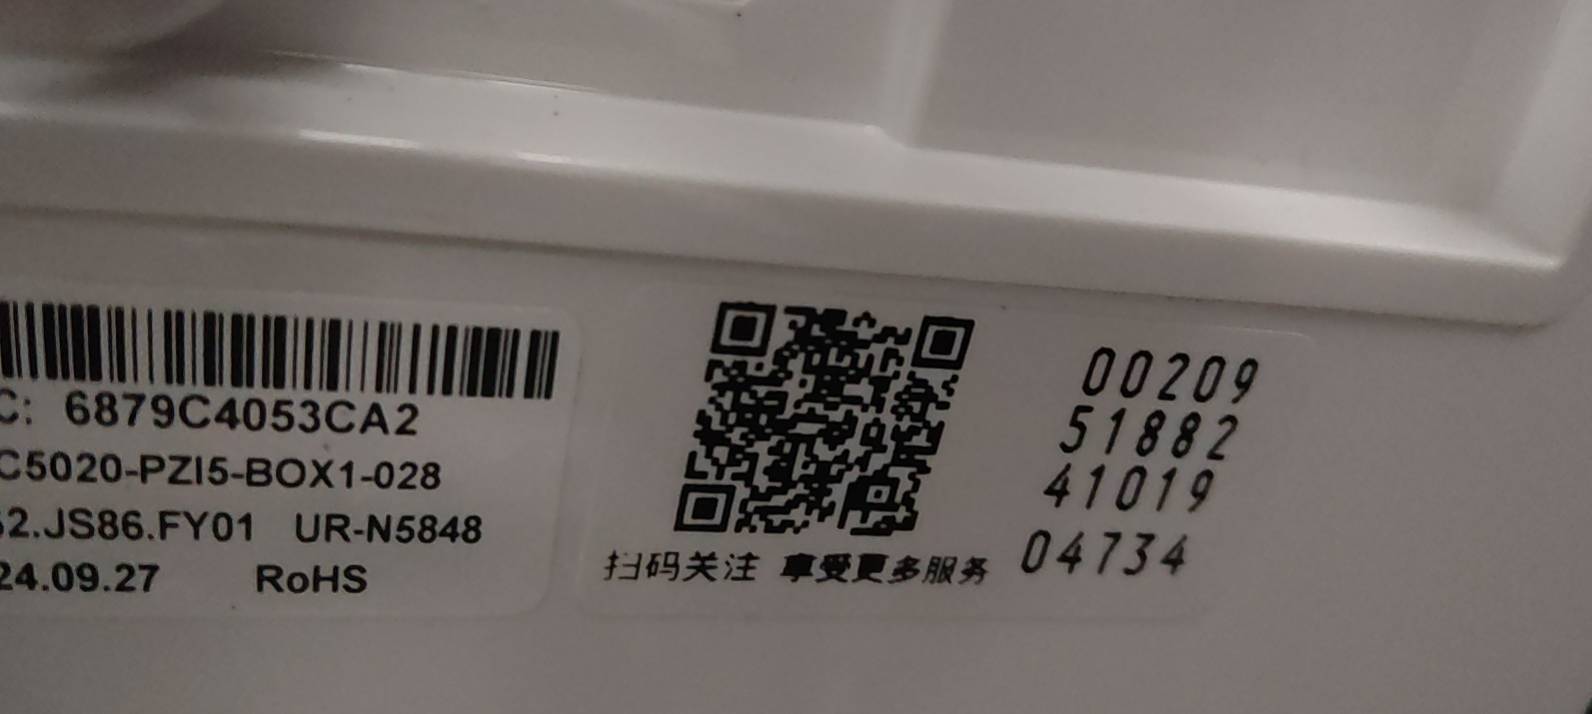 C: 6879C4053CA2
C5020-PZI5-BOX1-028
2.JS86.FY01 UR-N5848
24.09.27 RoHS
扫码关注 享受更多服务
00209
51882
41019
04734